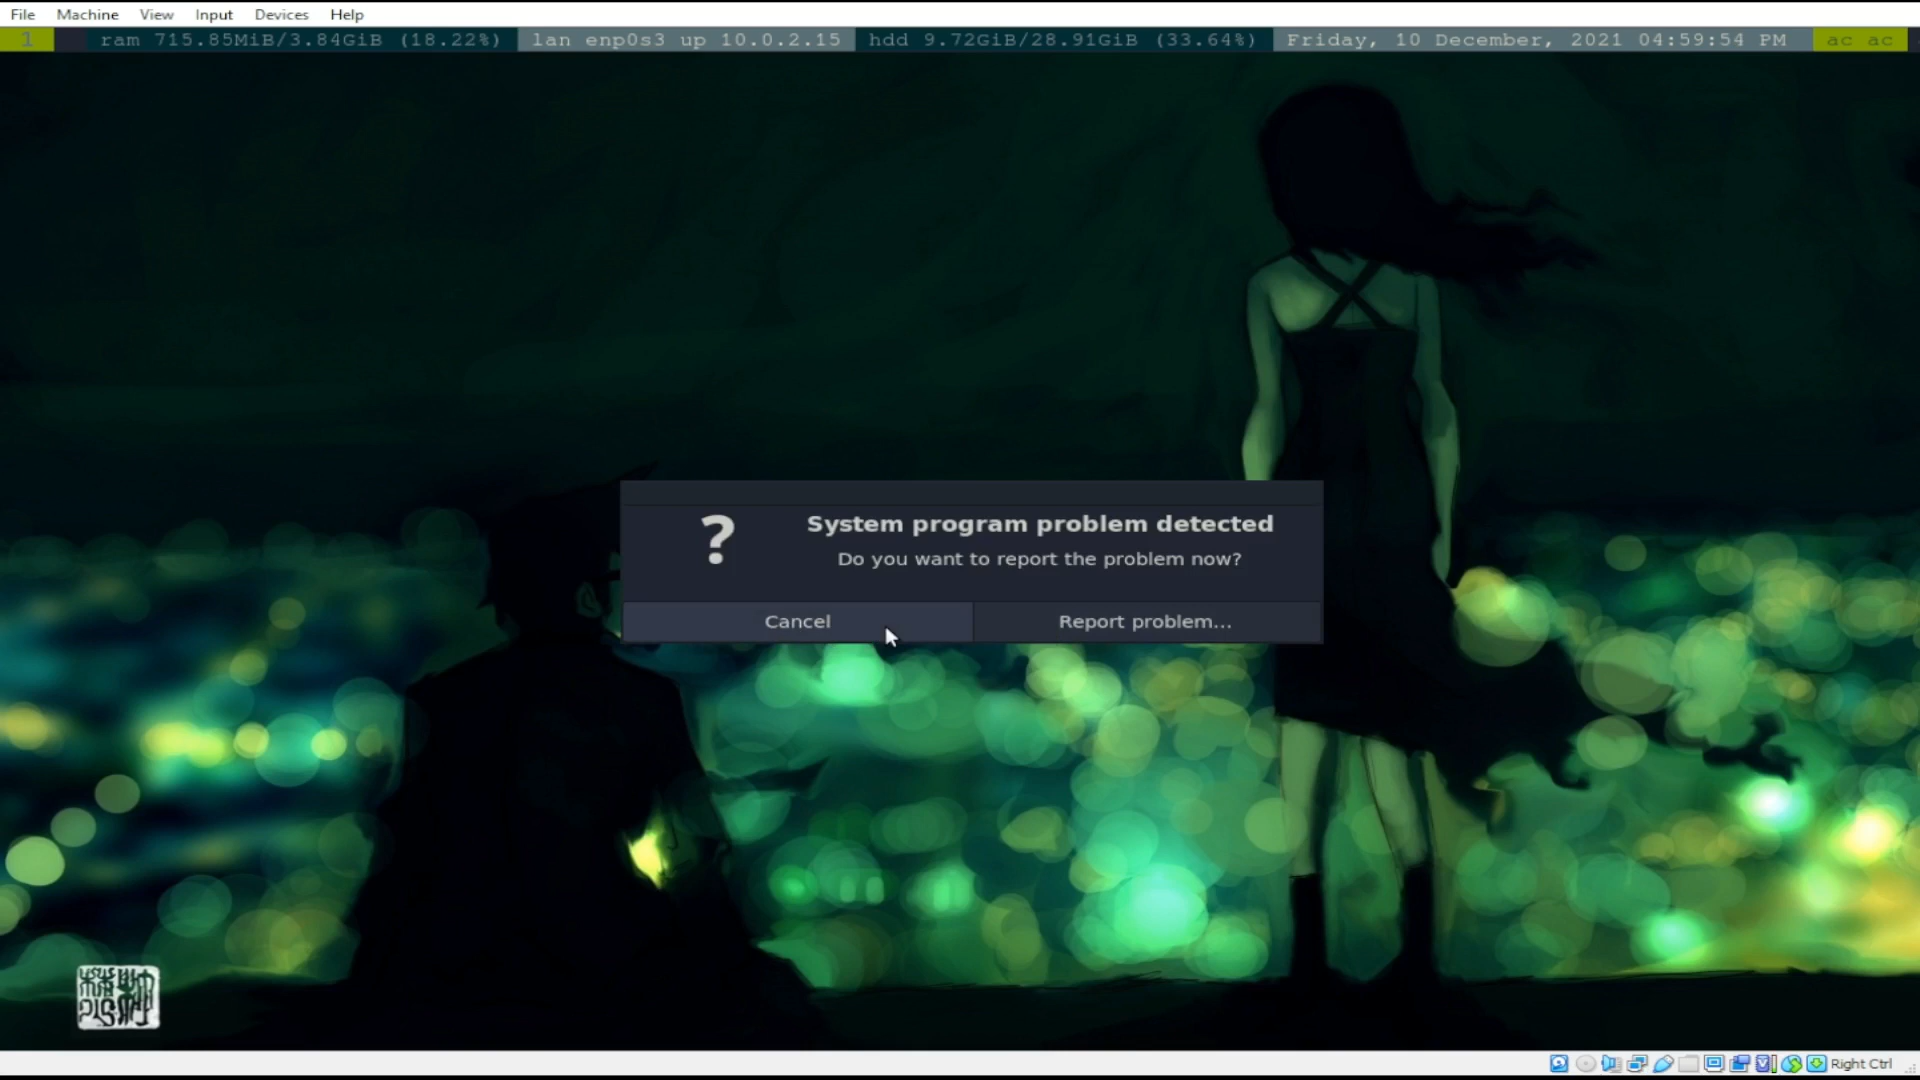 File Machine View Input Devices Help
1 ram 715.85MiB/3.84GiB (18.22%) lan enp0s3 up 10.0.2.15 hdd 9.72GiB/28.91GiB (33.64%) Friday, 10 December, 2021 04:59:54 PM ac ac
System program problem detected
Do you want to report the problem now?
Cancel Report problem...
Right Ctrl